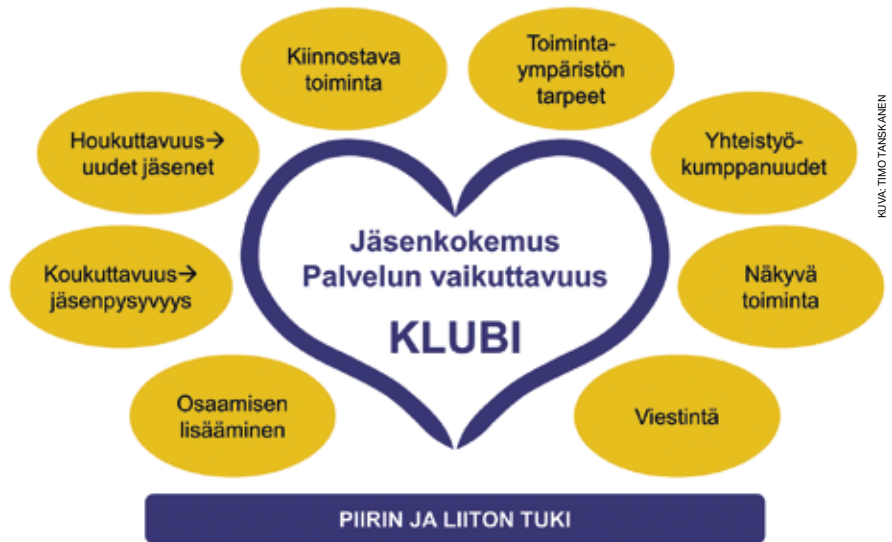 Kiinnostava
toiminta
Toiminta-
ympäristön
tarpeet
Houkuttavuus→
uudet jäsenet
Yhteistyö-
kumppanuudet
Koukuttavuus→
jäsenpysyvyys
Jäsenkokemus
Palvelun vaikuttavuus
KLUBI
Näkyvä
toiminta
Osaamisen
lisääminen
Viestintä
PIIRIN JA LIITON TUKI
KUVA: TIMO TANSKANEN